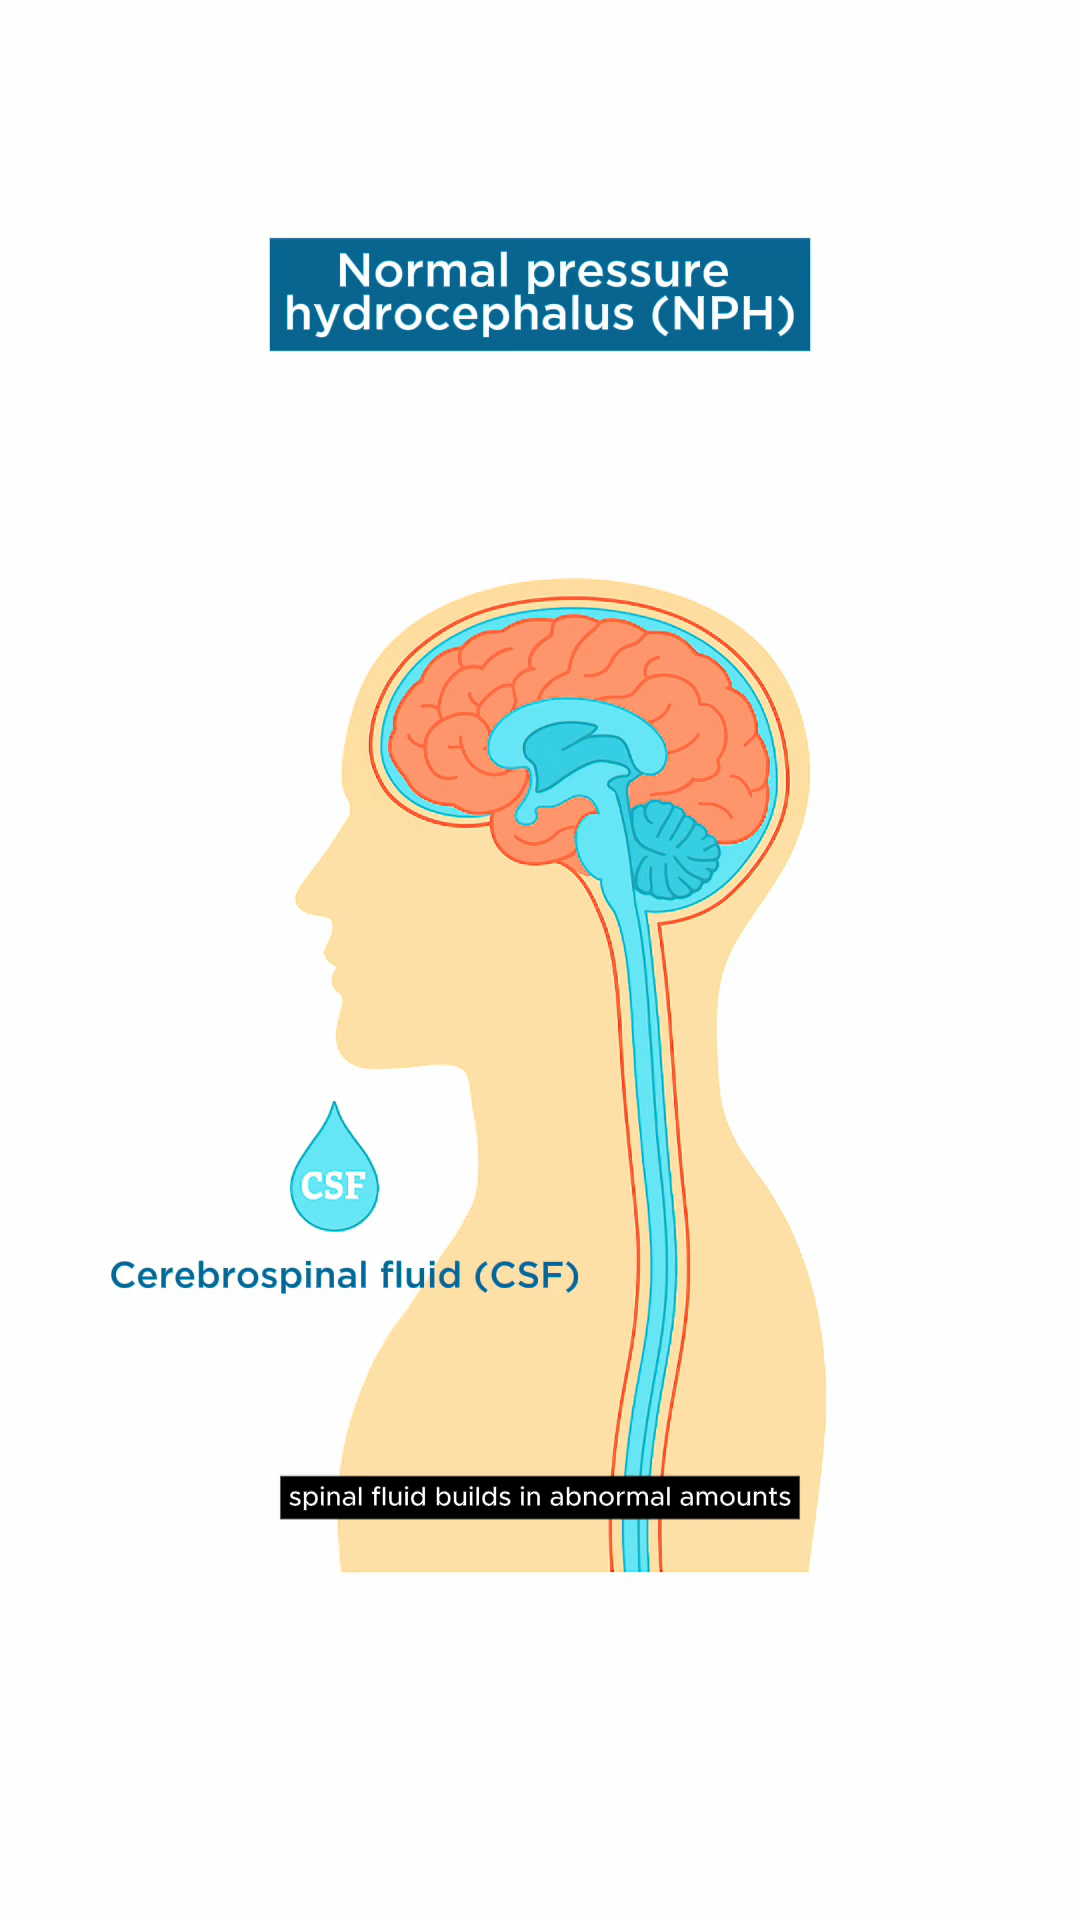 Normal pressure
hydrocephalus (NPH)
CSF
Cerebrospinal fluid (CSF)
spinal fluid builds in abnormal amounts